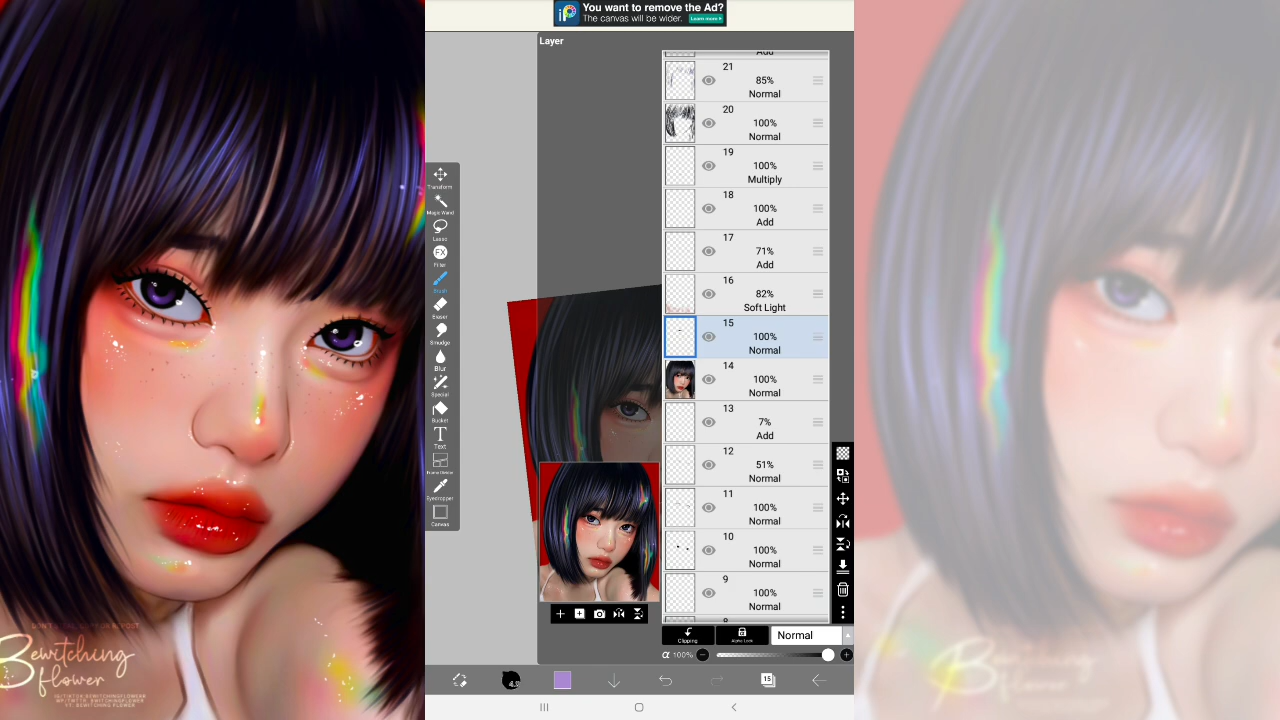 You want to remove the Ad?
The canvas will be wider.
Learn more
iP
Layer
Add
21
85%
Normal
20
100%
Normal
19
100%
Multiply
18
100%
Add
17
71%
Add
16
82%
Soft Light
15
100%
Normal
14
100%
Normal
13
7%
Add
12
51%
Normal
11
100%
Normal
10
100%
Normal
9
100%
Normal
8
Transform
Magic Wand
Lasso
FX
Filter
Brush
Eraser
Smudge
Blur
Special
Bucket
T
Text
Frame Divider
Eyedropper
Canvas
Clipping
Alpha Lock
Normal
α 100%
15
Bewitching
flower